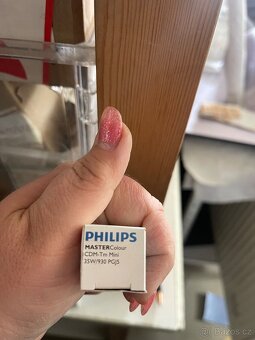 PHILIPS
MASTERColour
CDM-Tm Mini
35W/930 PGJ5
Bazos.cz